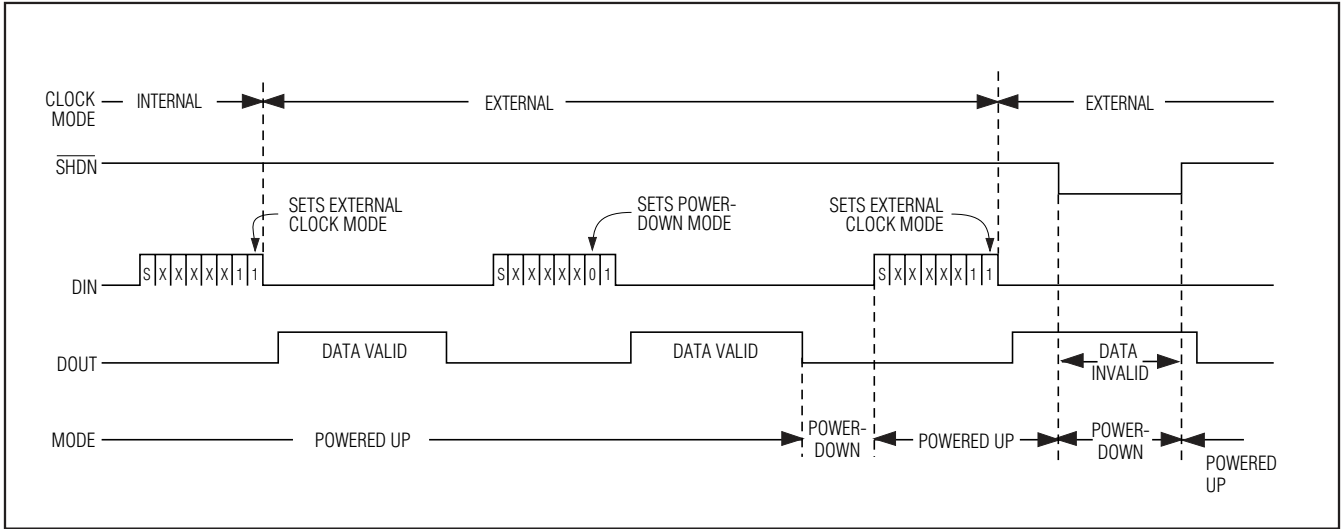 CLOCK MODE
INTERNAL
EXTERNAL
EXTERNAL
SHDN
SETS EXTERNAL
CLOCK MODE
SETS POWER-
DOWN MODE
SETS EXTERNAL
CLOCK MODE
DIN
S X X X X X 1 1
S X X X X X 0 1
S X X X X X 1 1
DOUT
DATA VALID
DATA VALID
DATA
INVALID
MODE
POWERED UP
POWER-
DOWN
POWERED UP
POWER-
DOWN
POWERED
UP